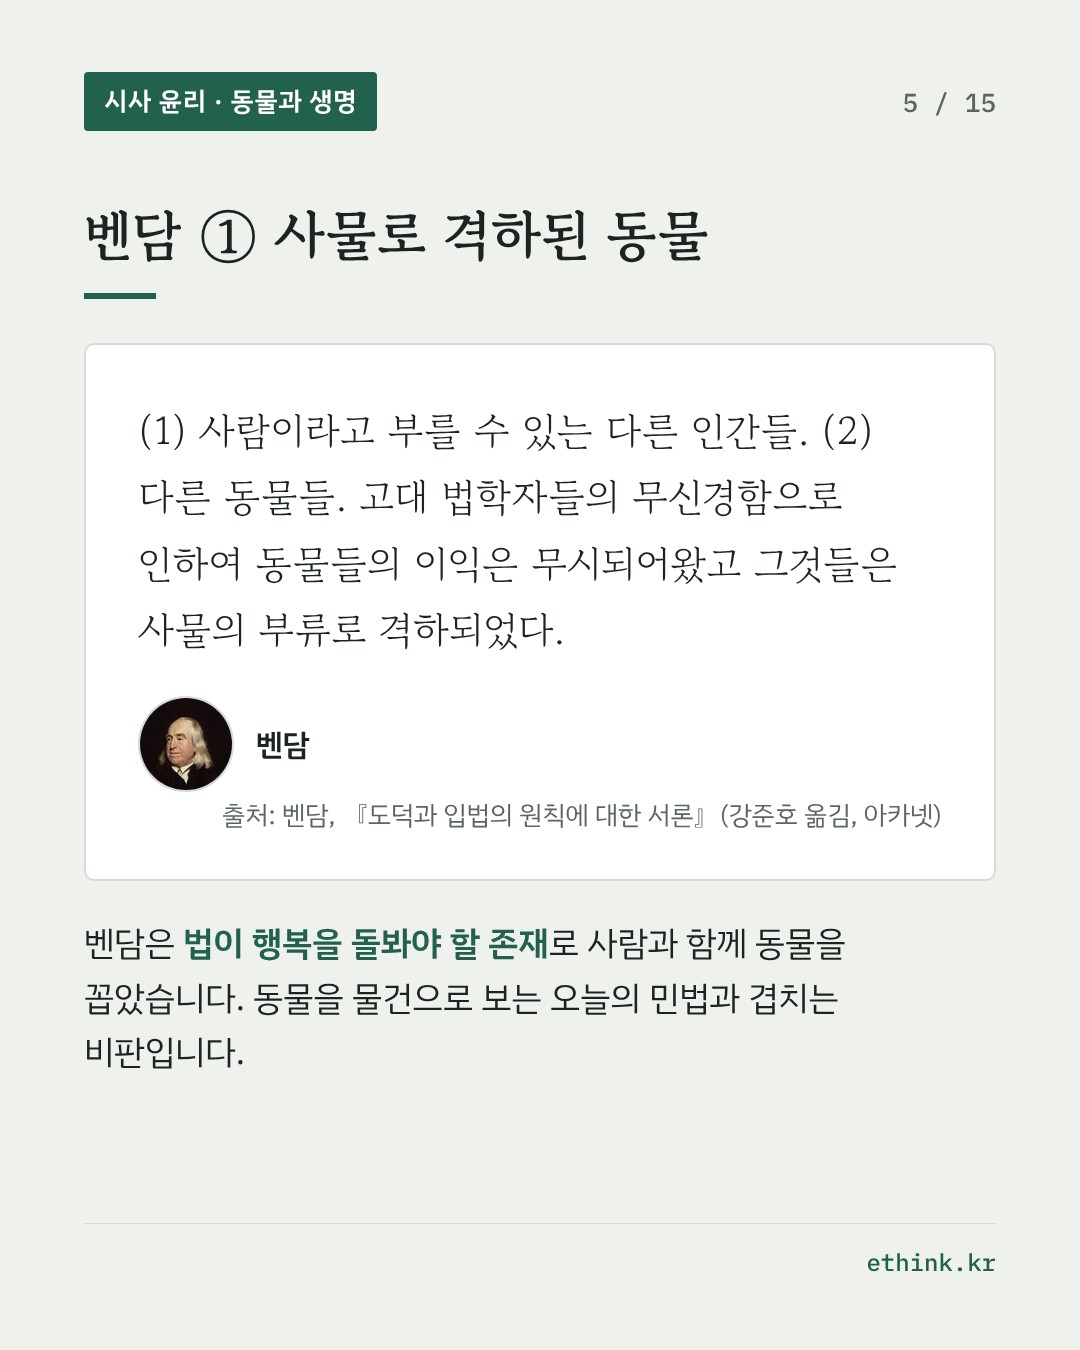 시사 윤리 · 동물과 생명
5 / 15
벤담 ① 사물로 격하된 동물
(1) 사람이라고 부를 수 있는 다른 인간들. (2)
다른 동물들. 고대 법학자들의 무신경함으로
인하여 동물들의 이익은 무시되어왔고 그것들은
사물의 부류로 격하되었다.
벤담
출처: 벤담, 『도덕과 입법의 원칙에 대한 서론』(강준호 옮김, 아카넷)
벤담은 법이 행복을 돌봐야 할 존재로 사람과 함께 동물을
꼽았습니다. 동물을 물건으로 보는 오늘의 민법과 겹치는
비판입니다.
ethink.kr